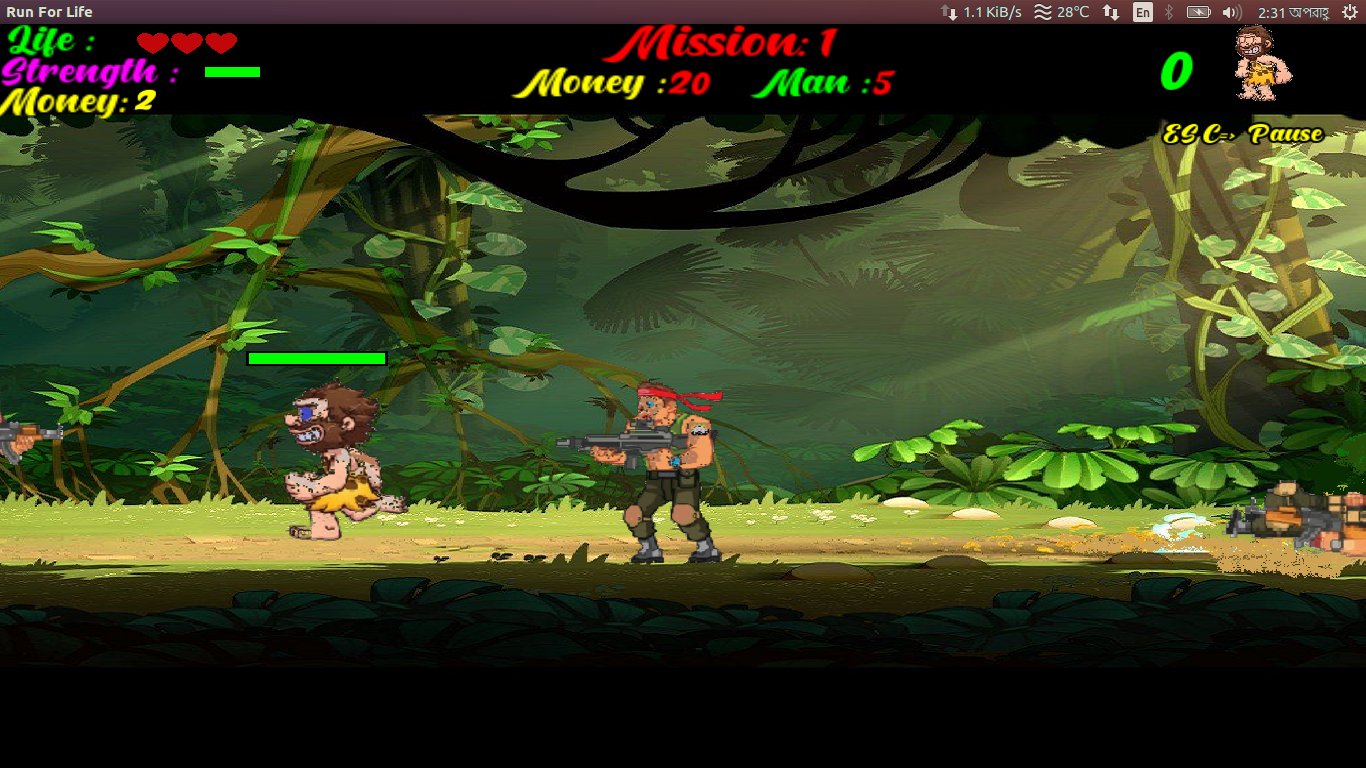 Run For Life
1.1 KiB/s 28°C En 2:31 অপরাহ্ণ
Life :
Strength :
Money: 2
Mission: 1
Money :20 Man :5
0
ESC=> Pause